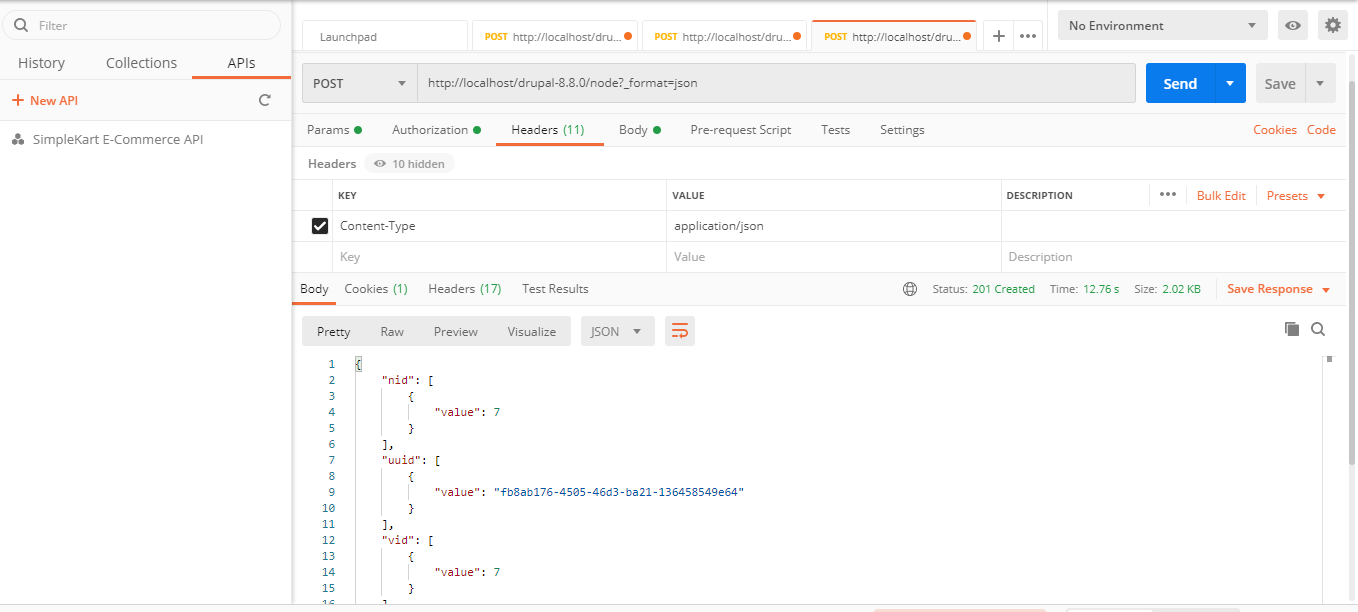 Filter
Launchpad
POST http://localhost/dru...
POST http://localhost/dru...
POST http://localhost/dru...
No Environment
History Collections APIs
New API
SimpleKart E-Commerce API
POST http://localhost/drupal-8.8.0/node?_format=json Send Save
Params Authorization Headers (11) Body Pre-request Script Tests Settings Cookies Code
Headers 10 hidden
KEY VALUE DESCRIPTION Bulk Edit Presets
Content-Type application/json
Key Value Description
Body Cookies (1) Headers (17) Test Results Status: 201 Created Time: 12.76 s Size: 2.02 KB Save Response
Pretty Raw Preview Visualize JSON
1 {
2 "nid": [
3 {
4 "value": 7
5 }
6 ],
7 "uuid": [
8 {
9 "value": "fb8ab176-4505-46d3-ba21-136458549e64"
10 }
11 ],
12 "vid": [
13 {
14 "value": 7
15 }
16 ]